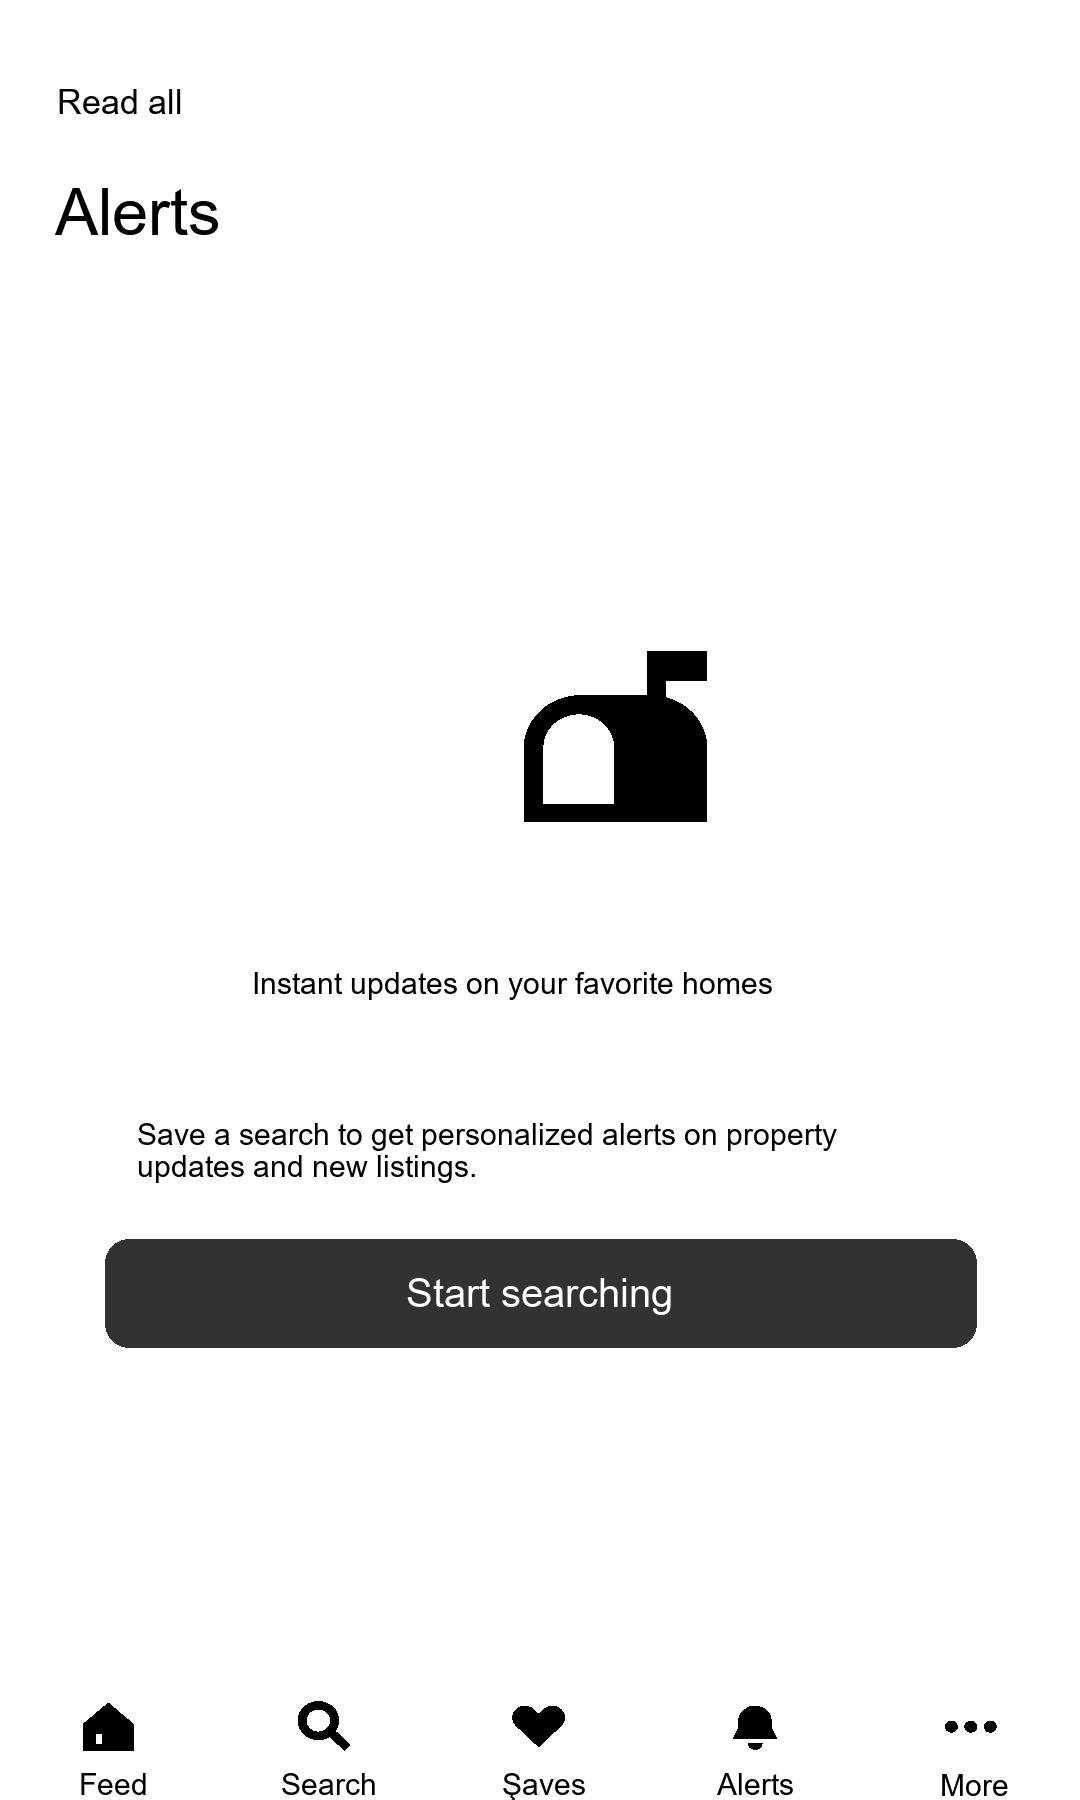 Read all
Alerts
Instant updates on your favorite homes
Save a search to get personalized alerts on property
updates and new listings.
Start searching
Feed
Search
Şaves
Alerts
More